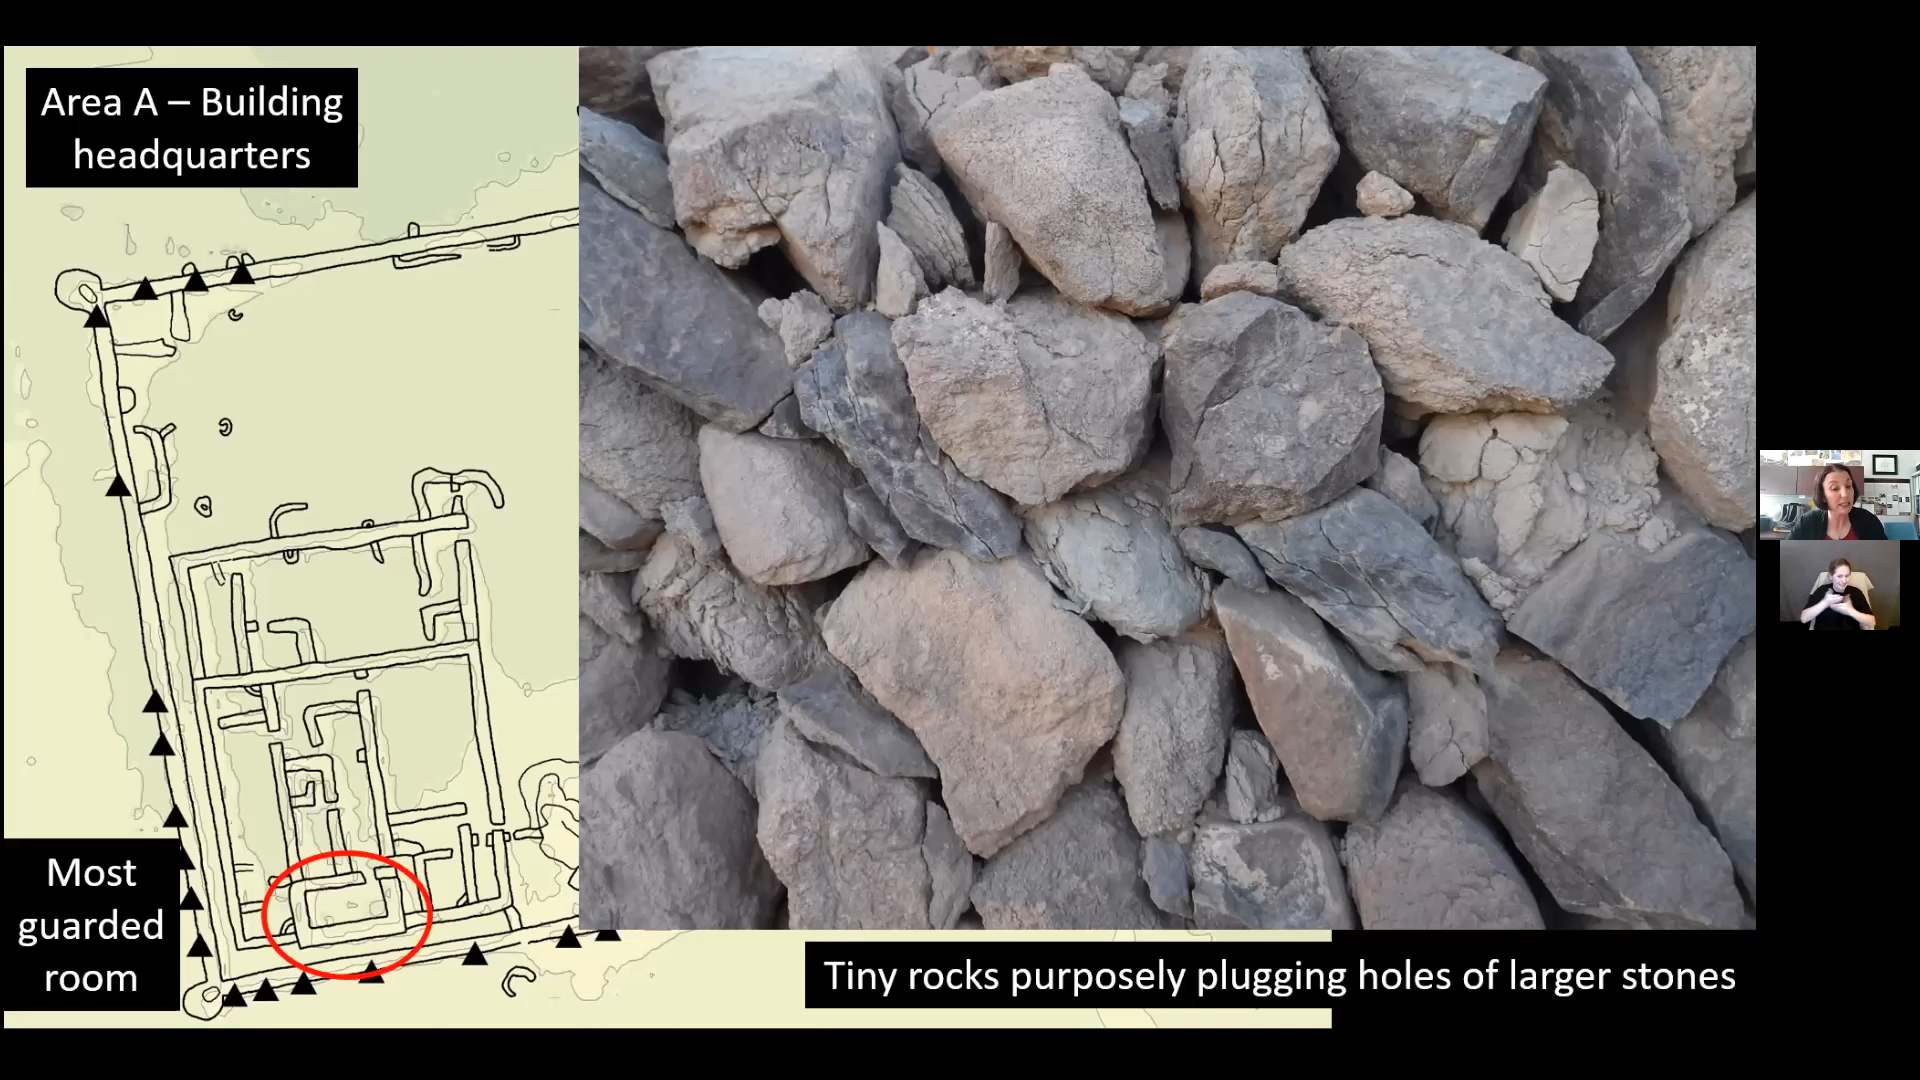 Area A – Building
headquarters
Most
guarded
room
Tiny rocks purposely plugging holes of larger stones